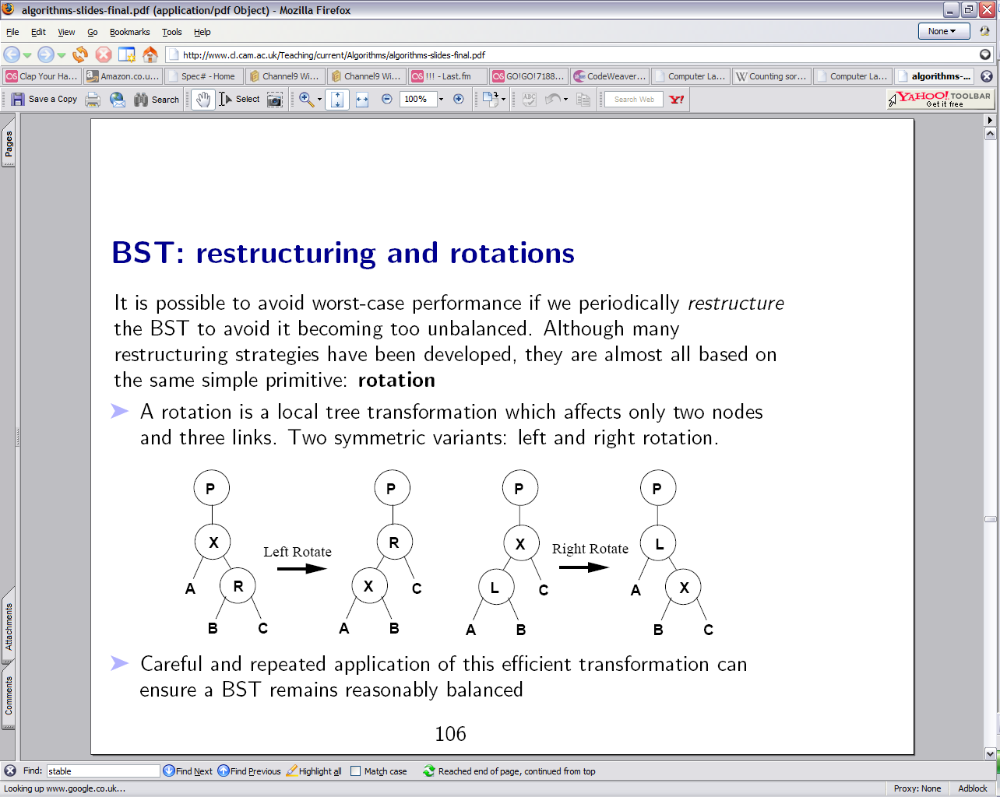 algorithms-slides-final.pdf (application/pdf Object) - Mozilla Firefox
File Edit View Go Bookmarks Tools Help
None
http://www.cl.cam.ac.uk/Teaching/current/Algorithms/algorithms-slides-final.pdf
Clap Your Ha... Amazon.co.u... Spec# - Home Channel9 Wi... Channel9 Wi... !!! - Last.fm GO!GO!7188... CodeWeaver... Computer La... Counting sor... Computer La... algorithms-...
Save a Copy Search Select 100% Search Web Y! YAHOO! TOOLBAR
Get it free
Pages
Attachments
Comments
BST: restructuring and rotations
It is possible to avoid worst-case performance if we periodically restructure
the BST to avoid it becoming too unbalanced. Although many
restructuring strategies have been developed, they are almost all based on
the same simple primitive: rotation
A rotation is a local tree transformation which affects only two nodes
and three links. Two symmetric variants: left and right rotation.
P P P P
X R X L
Left Rotate Right Rotate
A R X C L C A X
B C A B A B B C
Careful and repeated application of this efficient transformation can
ensure a BST remains reasonably balanced
106
Find: stable Find Next Find Previous Highlight all Match case Reached end of page, continued from top
Looking up www.google.co.uk... Proxy: None Adblock